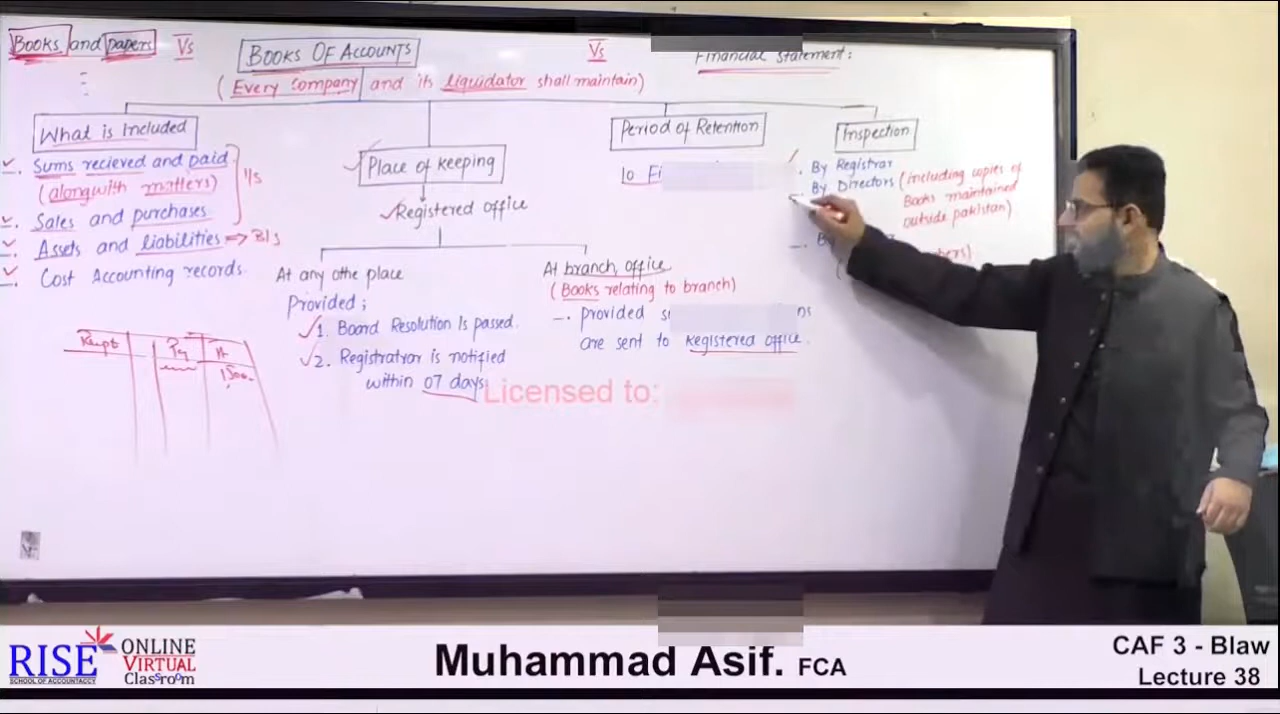 Books and papers Vs
BOOKS OF ACCOUNTS
Vs
Financial Statement:
( Every Company and its liquidator shall maintain)
What is Included
Sums recieved and paid
(alongwith matters)
I/S
Sales and purchases
Assets and liabilities => B/S
Cost Accounting records.
Place of keeping
Registered office
At any othe place
Provided;
1. Board Resolution Is passed.
2. Registratrar is notified
within 07 days
At branch office
(Books relating to branch)
provided
are sent to Registered office.
Period of Retention
10
Inspection
By Registrar
By Directors (including copies of
Books maintained
outside pakistan)
Licensed to:
RISE
SCHOOL OF ACCOUNTANCY
ONLINE
VIRTUAL
Classroom
Muhammad Asif. FCA
CAF 3 - Blaw
Lecture 38